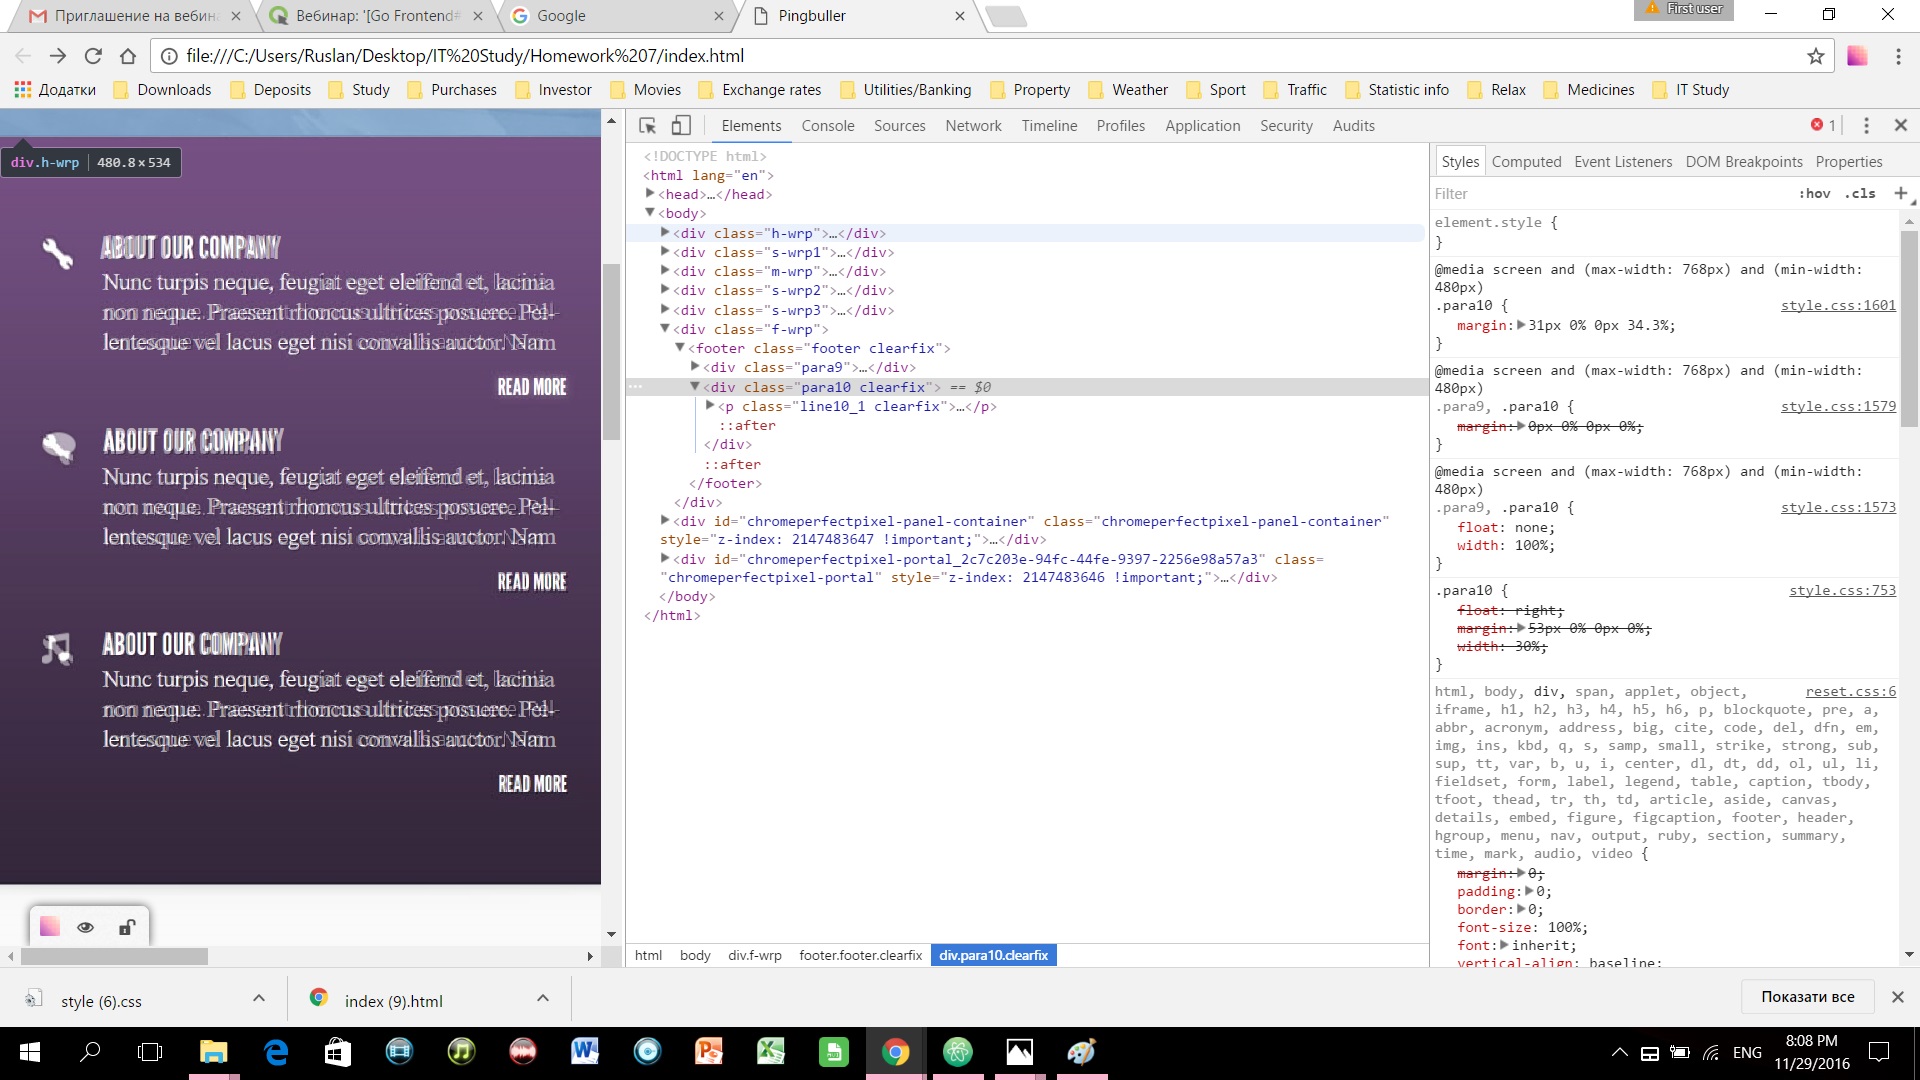 Приглашение на вебина
Вебинар: '[Go Frontend#
Google
Pingbuller
First user
file:///C:/Users/Ruslan/Desktop/IT%20Study/Homework%207/index.html
Додатки Downloads Deposits Study Purchases Investor Movies Exchange rates Utilities/Banking Property Weather Sport Traffic Statistic info Relax Medicines IT Study
div.h-wrp 480.8 × 534
ABOUT OUR COMPANY
Nunc turpis neque, feugiat eget eleifend et, lacinia
non neque. Praesent rhoncus ultrices posuere. Pel-
lentesque vel lacus eget nisi convallis auctor. Nam
READ MORE
ABOUT OUR COMPANY
Nunc turpis neque, feugiat eget eleifend et, lacinia
non neque. Praesent rhoncus ultrices posuere. Pel-
lentesque vel lacus eget nisi convallis auctor. Nam
READ MORE
ABOUT OUR COMPANY
Nunc turpis neque, feugiat eget eleifend et, lacinia
non neque. Praesent rhoncus ultrices posuere. Pel-
lentesque vel lacus eget nisi convallis auctor. Nam
READ MORE
Elements Console Sources Network Timeline Profiles Application Security Audits 1
<!DOCTYPE html>
<html lang="en">
<head>…</head>
<body>
<div class="h-wrp">…</div>
<div class="s-wrp1">…</div>
<div class="m-wrp">…</div>
<div class="s-wrp2">…</div>
<div class="s-wrp3">…</div>
<div class="f-wrp">
<footer class="footer clearfix">
<div class="para9">…</div>
<div class="para10 clearfix"> == $0
<p class="line10_1 clearfix">…</p>
::after
</div>
::after
</footer>
</div>
<div id="chromeperfectpixel-panel-container" class="chromeperfectpixel-panel-container"
style="z-index: 2147483647 !important;">…</div>
<div id="chromeperfectpixel-portal_2c7c203e-94fc-44fe-9397-2256e98a57a3" class=
"chromeperfectpixel-portal" style="z-index: 2147483646 !important;">…</div>
</body>
</html>
html body div.f-wrp footer.footer.clearfix div.para10.clearfix
Styles Computed Event Listeners DOM Breakpoints Properties
Filter :hov .cls +
element.style {
}
@media screen and (max-width: 768px) and (min-width:
480px)
.para10 { style.css:1601
margin: 31px 0% 0px 34.3%;
}
@media screen and (max-width: 768px) and (min-width:
480px)
.para9, .para10 { style.css:1579
margin: 0px 0% 0px 0%;
}
@media screen and (max-width: 768px) and (min-width:
480px)
.para9, .para10 { style.css:1573
float: none;
width: 100%;
}
.para10 { style.css:753
float: right;
margin: 53px 0% 0px 0%;
width: 30%;
}
html, body, div, span, applet, object, reset.css:6
iframe, h1, h2, h3, h4, h5, h6, p, blockquote, pre, a,
abbr, acronym, address, big, cite, code, del, dfn, em,
img, ins, kbd, q, s, samp, small, strike, strong, sub,
sup, tt, var, b, u, i, center, dl, dt, dd, ol, ul, li,
fieldset, form, label, legend, table, caption, tbody,
tfoot, thead, tr, th, td, article, aside, canvas,
details, embed, figure, figcaption, footer, header,
hgroup, menu, nav, output, ruby, section, summary,
time, mark, audio, video {
margin: 0;
padding: 0;
border: 0;
font-size: 100%;
font: inherit;
vertical-align: baseline;
style (6).css
index (9).html
Показати все
ENG
8:08 PM
11/29/2016